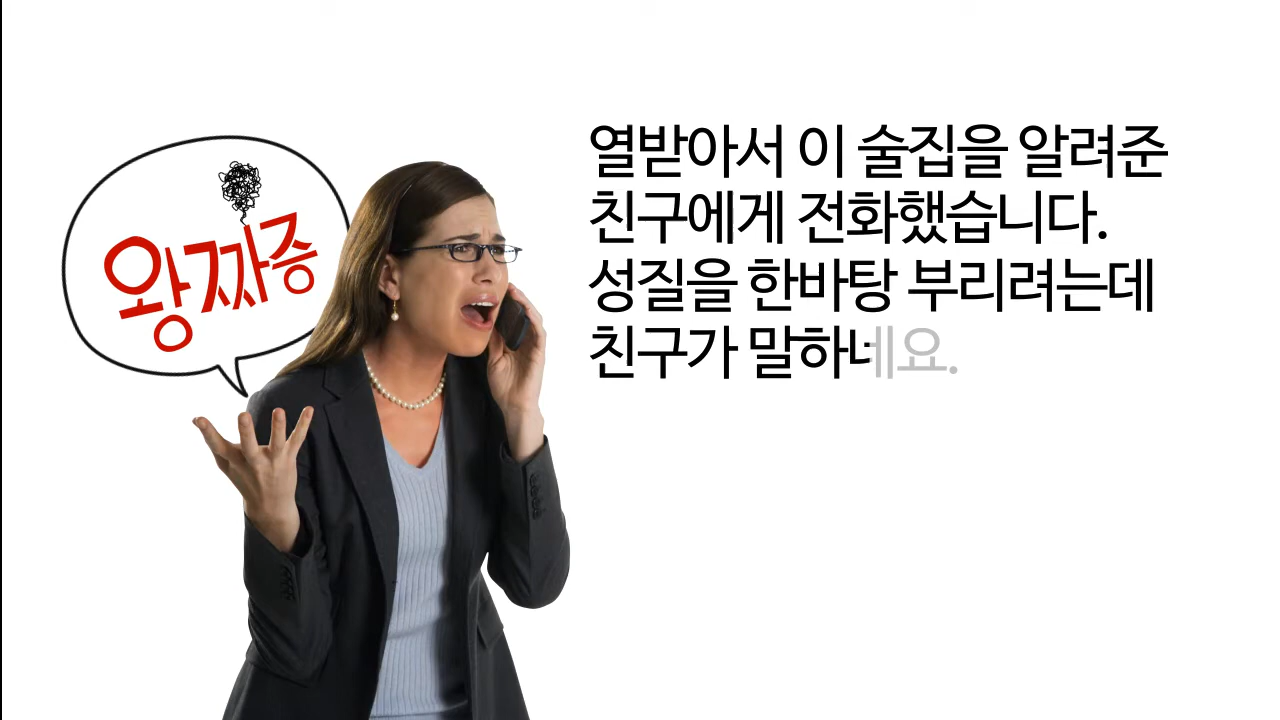 왕짜증
열받아서 이 술집을 알려준
친구에게 전화했습니다.
성질을 한바탕 부리려는데
친구가 말하네요.